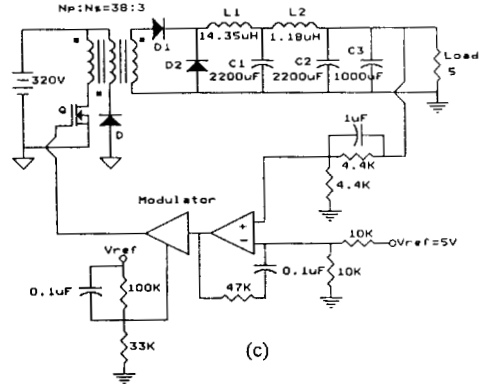 Np:Ns=38:3
L1
L2
D1
14.35uH
1.18uH
320V
D2
C1
C2
C3
2200uF
2200uF
1000uF
Load
5
Q
D
1uF
4.4K
4.4K
Modulator
+
-
10K
Vref=5V
Vref
0.1uF
10K
0.1uF
100K
47K
33K
(c)